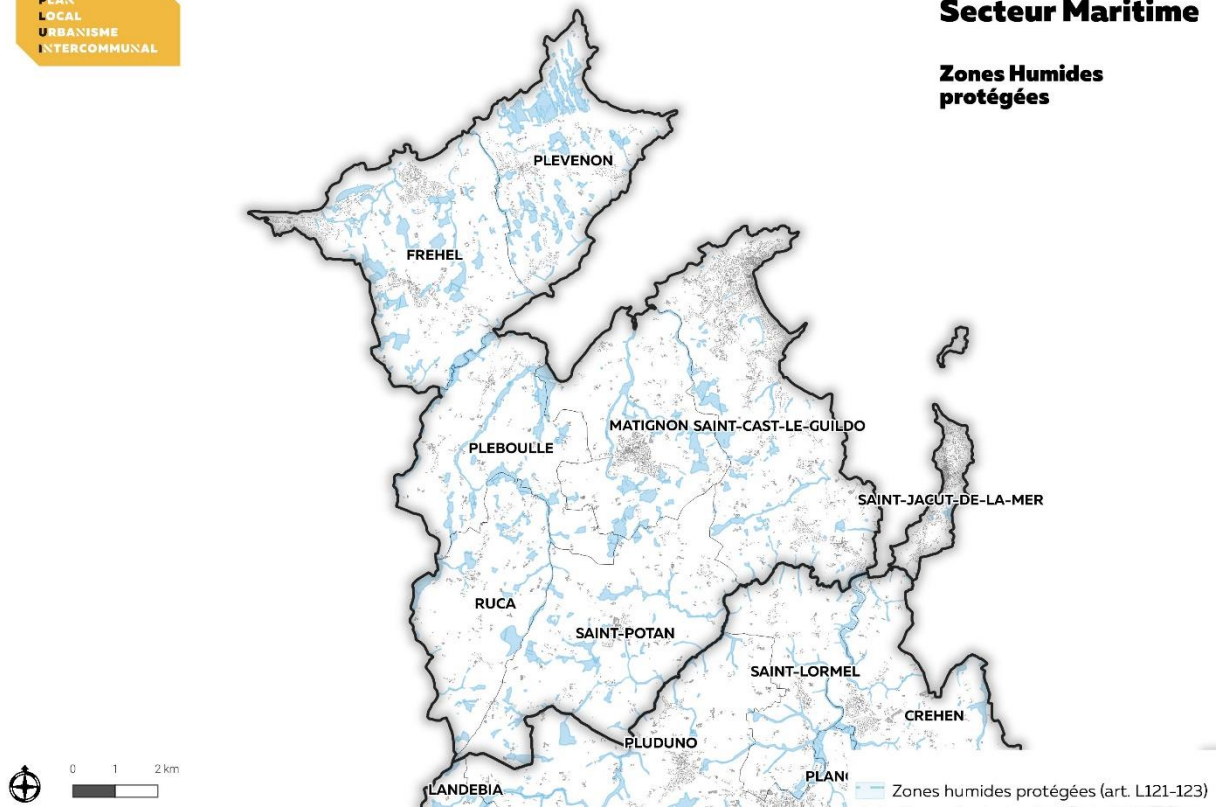 PLAN
LOCAL
URBANISME
INTERCOMMUNAL
Secteur Maritime
Zones Humides
protégées
PLEVENON
FREHEL
MATIGNON SAINT-CAST-LE-GUILDO
PLEBOULLE
SAINT-JACUT-DE-LA-MER
RUCA
SAINT-POTAN
SAINT-LORMEL
CREHEN
PLUDUNO
PLANC
LANDEBIA
0 1 2 km
Zones humides protégées (art. L121-123)